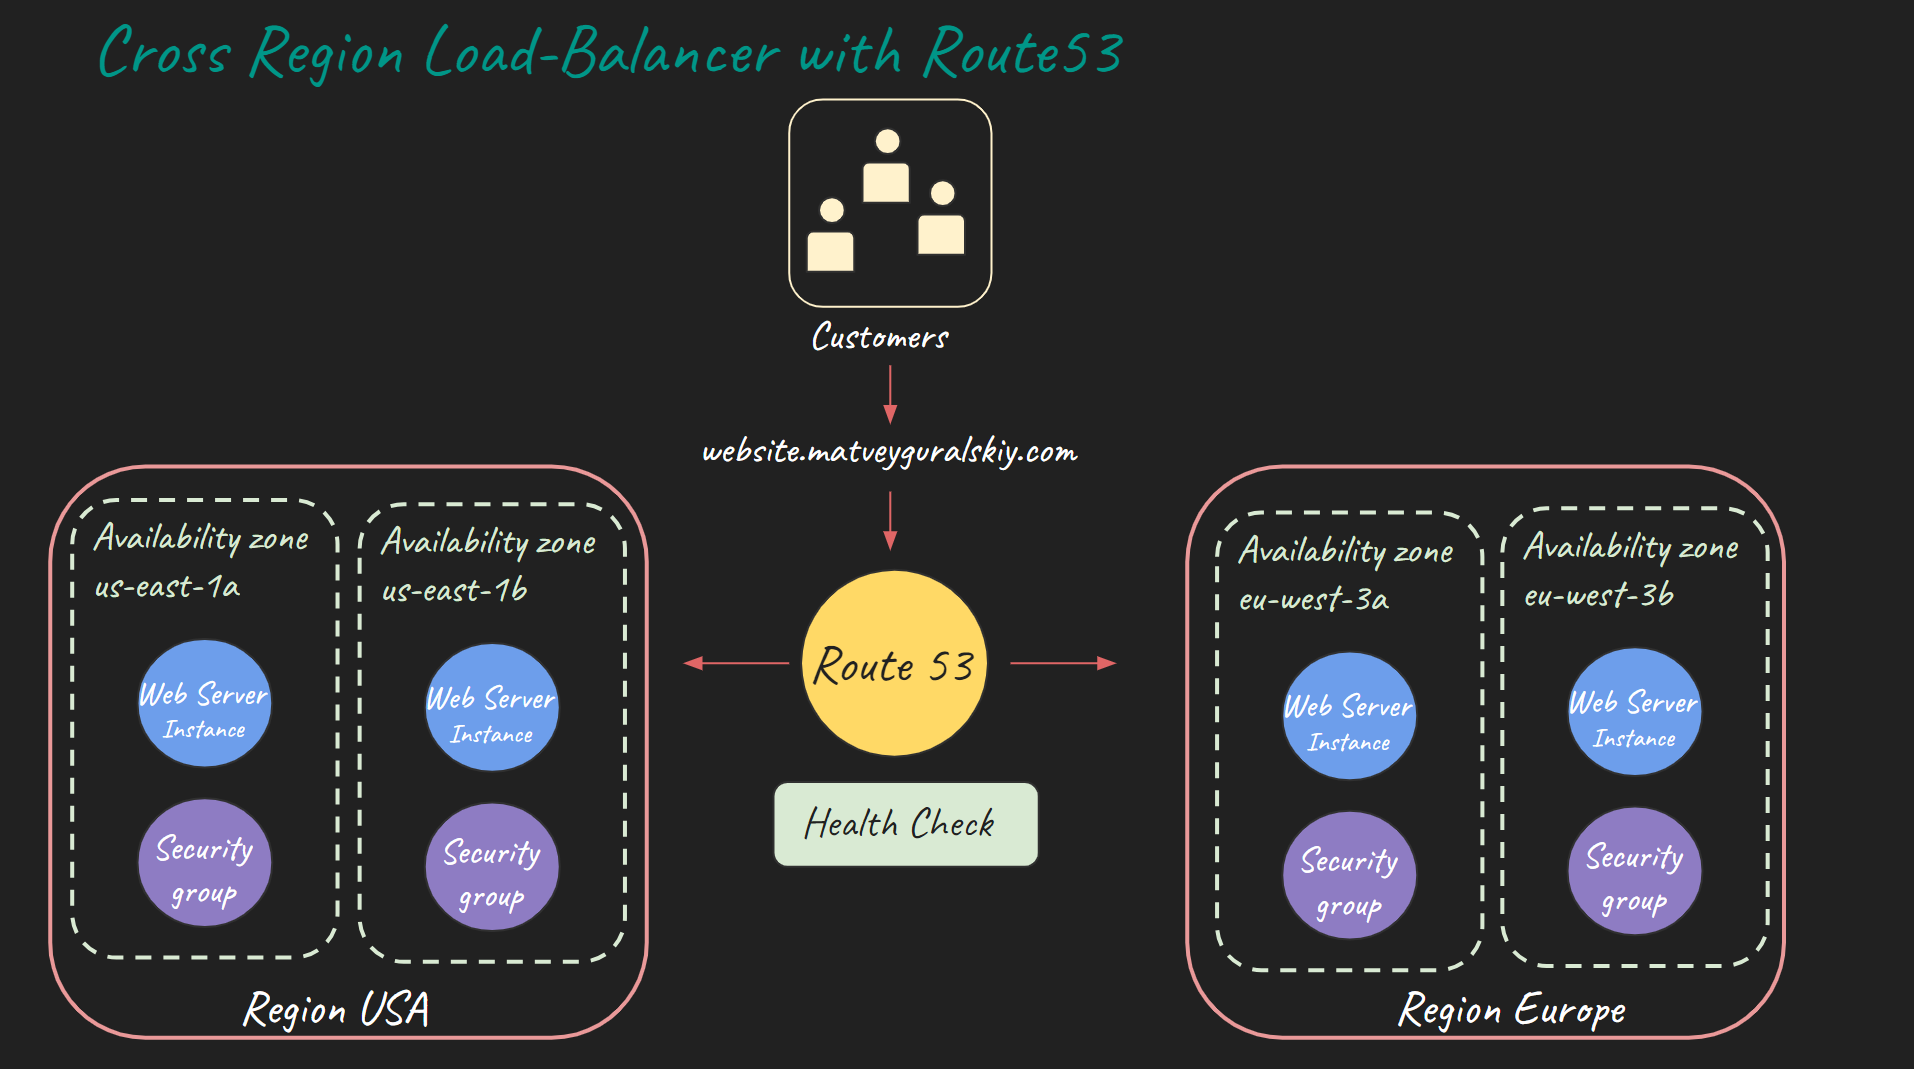 Cross Region Load-Balancer with Route53
Customers
website.matveyguralskiy.com
Availability zone
us-east-1a
Web Server
Instance
Security
group
Availability zone
us-east-1b
Web Server
Instance
Security
group
Region USA
Route 53
Health Check
Availability zone
eu-west-3a
Web Server
Instance
Security
group
Availability zone
eu-west-3b
Web Server
Instance
Security
group
Region Europe